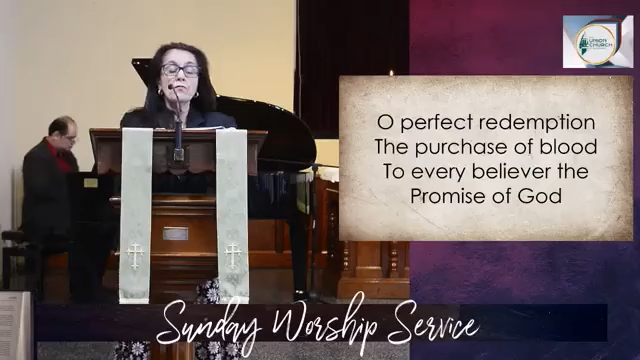 UNION
CHURCH
O perfect redemption
The purchase of blood
To every believer the
Promise of God
Sunday Worship Service